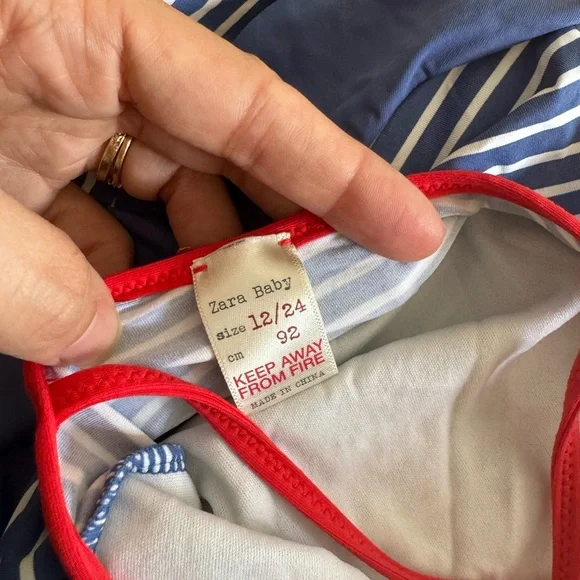 Zara Baby
size 12/24
cm 92
KEEP AWAY
FROM FIRE
MADE IN CHINA